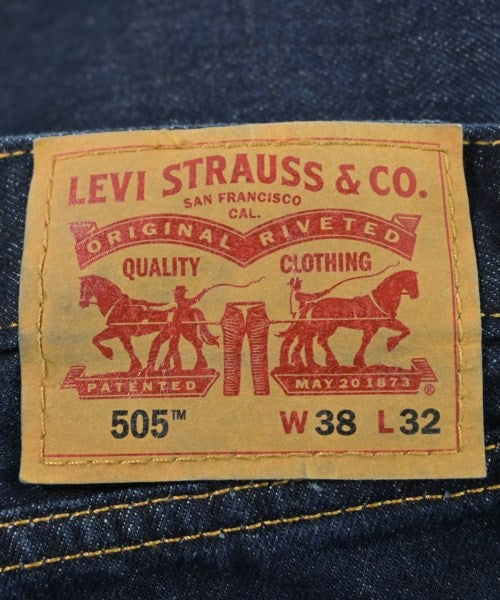 LEVI STRAUSS & CO.
SAN FRANCISCO
CAL.
ORIGINAL RIVETED
QUALITY CLOTHING
PATENTED MAY 20 1873 ®
505™ W 38 L 32